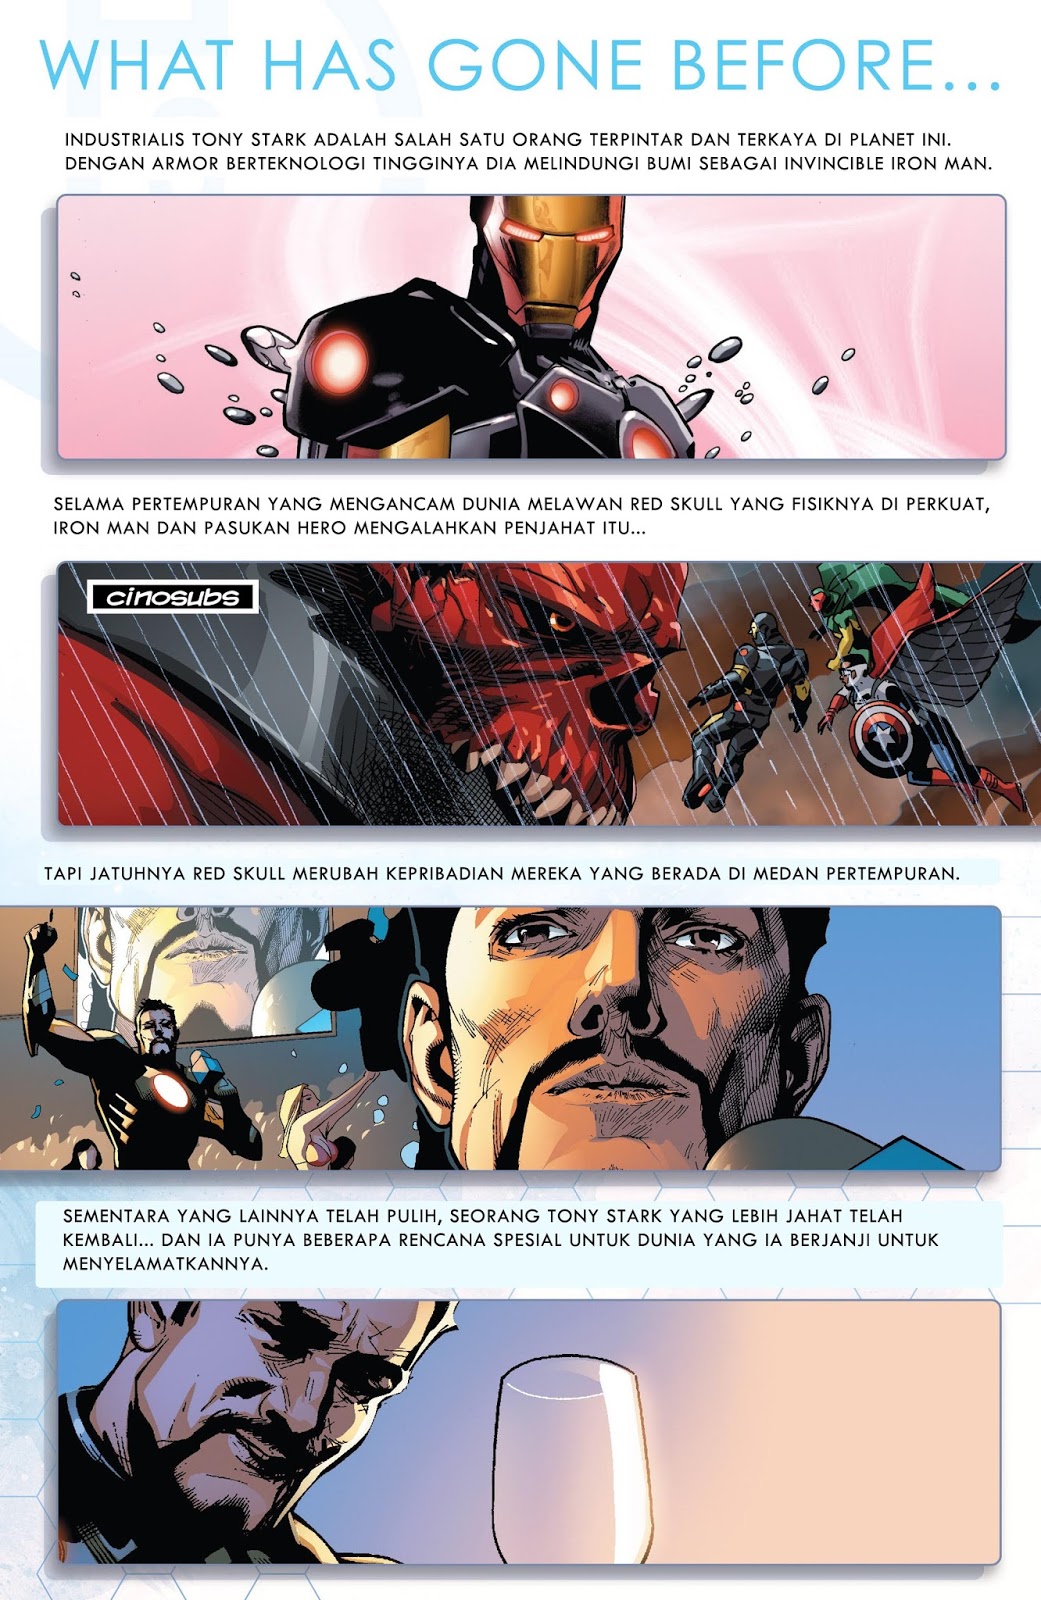 WHAT HAS GONE BEFORE...
INDUSTRIALIS TONY STARK ADALAH SALAH SATU ORANG TERPINTAR DAN TERKAYA DI PLANET INI.
DENGAN ARMOR BERTEKNOLOGI TINGGINYA DIA MELINDUNGI BUMI SEBAGAI INVINCIBLE IRON MAN.
SELAMA PERTEMPURAN YANG MENGANCAM DUNIA MELAWAN RED SKULL YANG FISIKNYA DI PERKUAT,
IRON MAN DAN PASUKAN HERO MENGALAHKAN PENJAHAT ITU...
cinosubs
TAPI JATUHNYA RED SKULL MERUBAH KEPRIBADIAN MEREKA YANG BERADA DI MEDAN PERTEMPURAN.
SEMENTARA YANG LAINNYA TELAH PULIH, SEORANG TONY STARK YANG LEBIH JAHAT TELAH
KEMBALI... DAN IA PUNYA BEBERAPA RENCANA SPESIAL UNTUK DUNIA YANG IA BERJANJI UNTUK
MENYELAMATKANNYA.